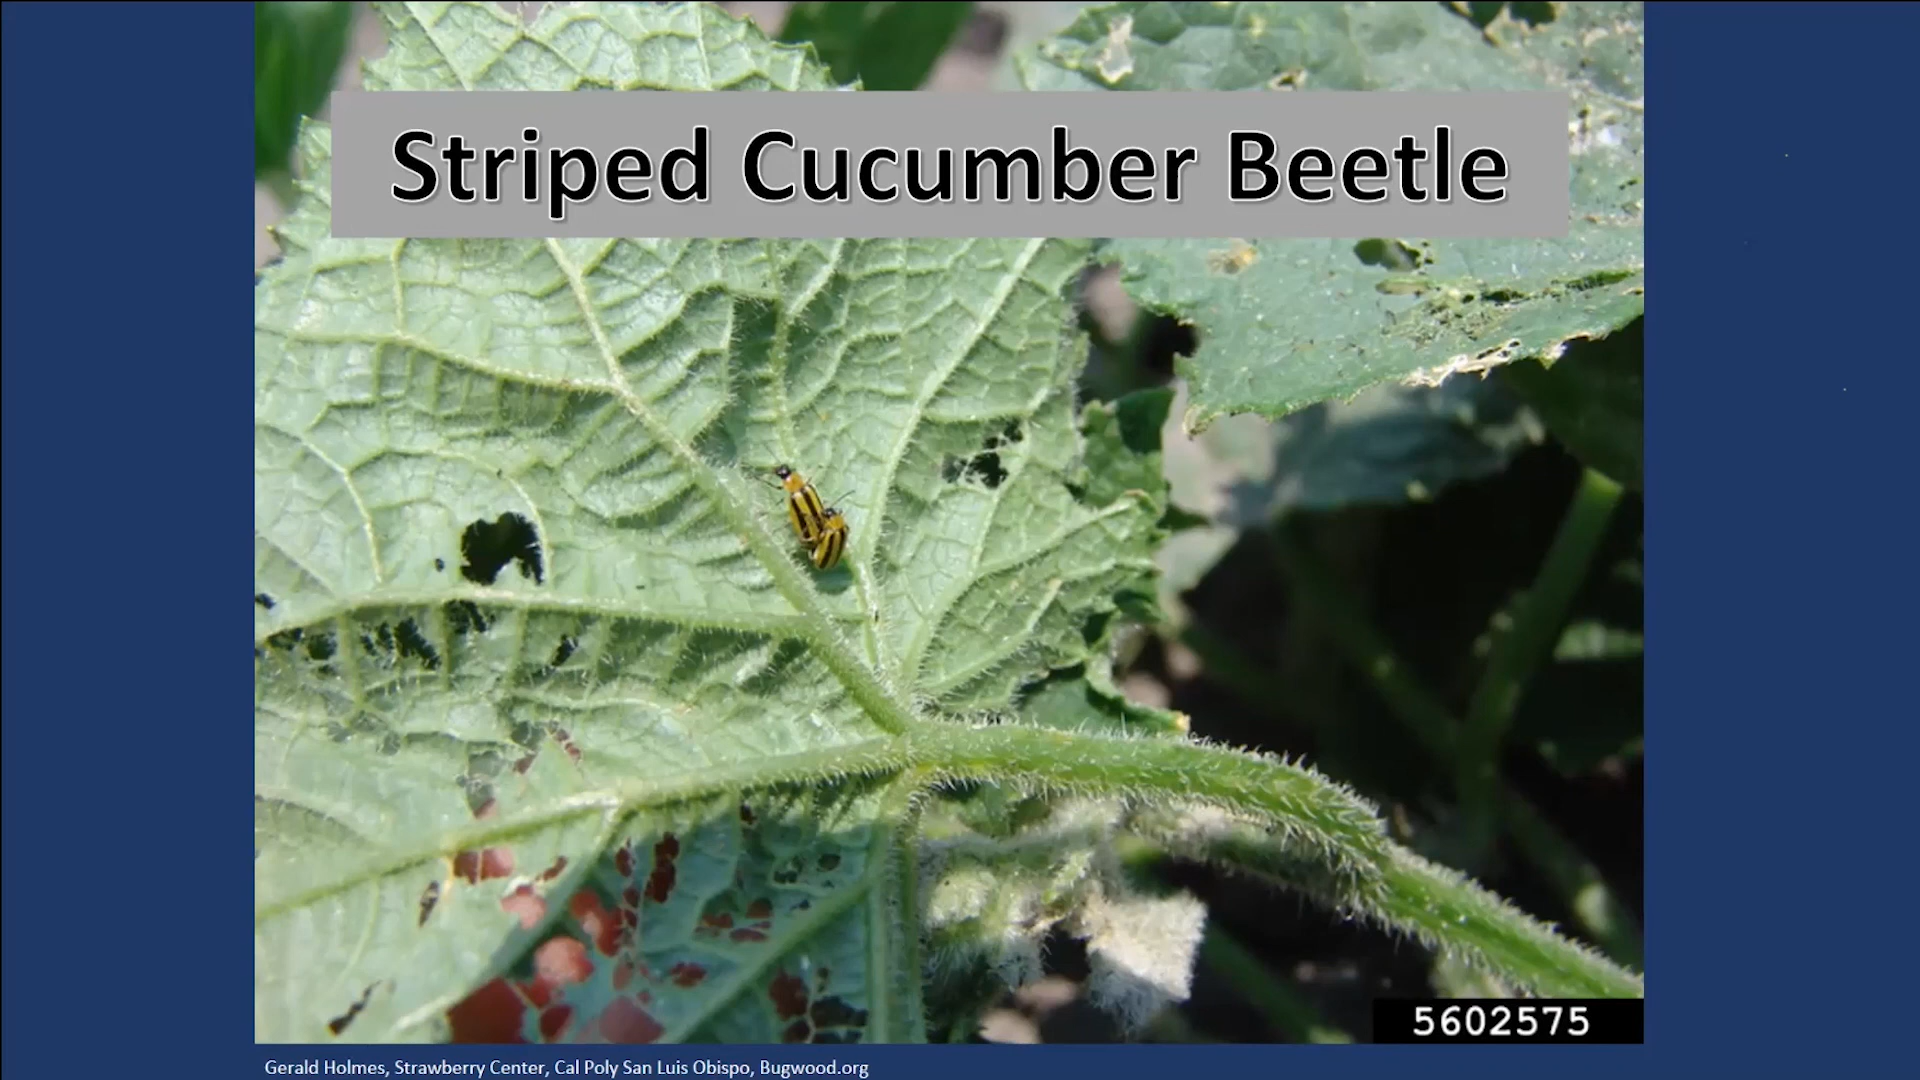 Striped Cucumber Beetle
5602575
Gerald Holmes, Strawberry Center, Cal Poly San Luis Obispo, Bugwood.org